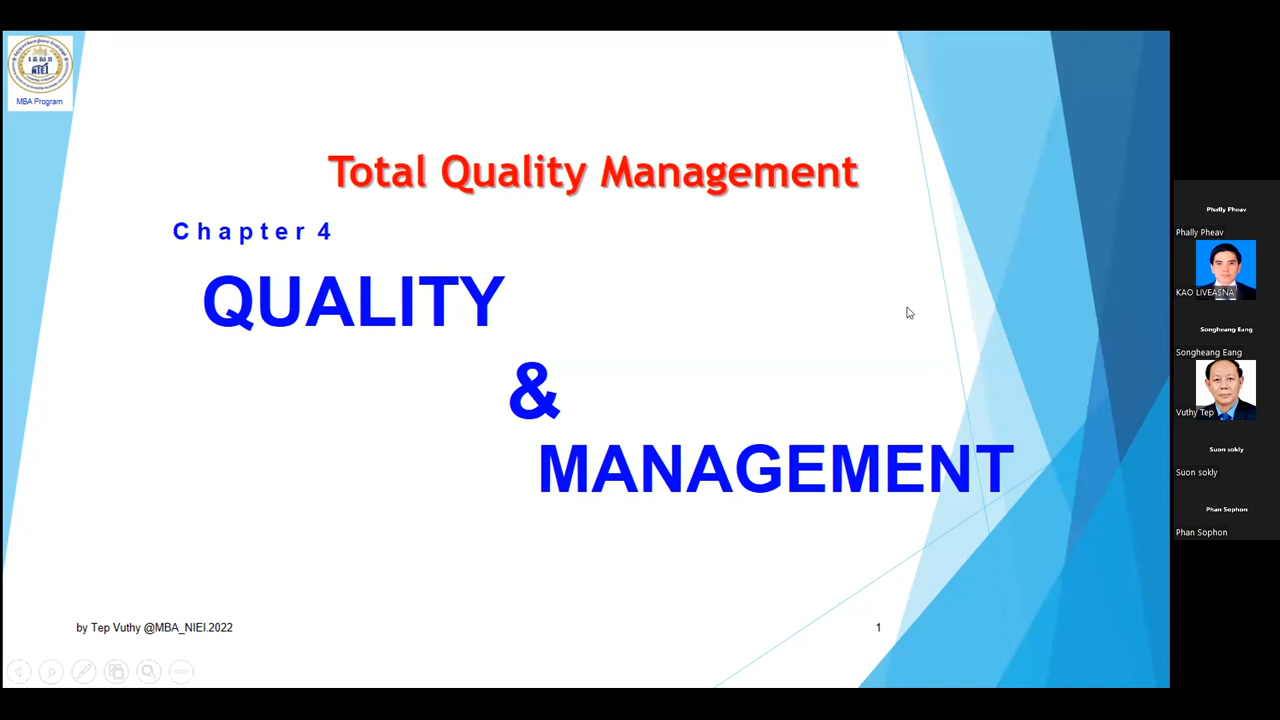 MBA Program
Total Quality Management
Chapter 4
QUALITY
&
MANAGEMENT
by Tep Vuthy @MBA_NIEI.2022
1
Phally Pheav
Phally Pheav
KAO LIVEASNA
Songheang Eang
Songheang Eang
Vuthy Tep
Suon sokly
Suon sokly
Phan Sophon
Phan Sophon